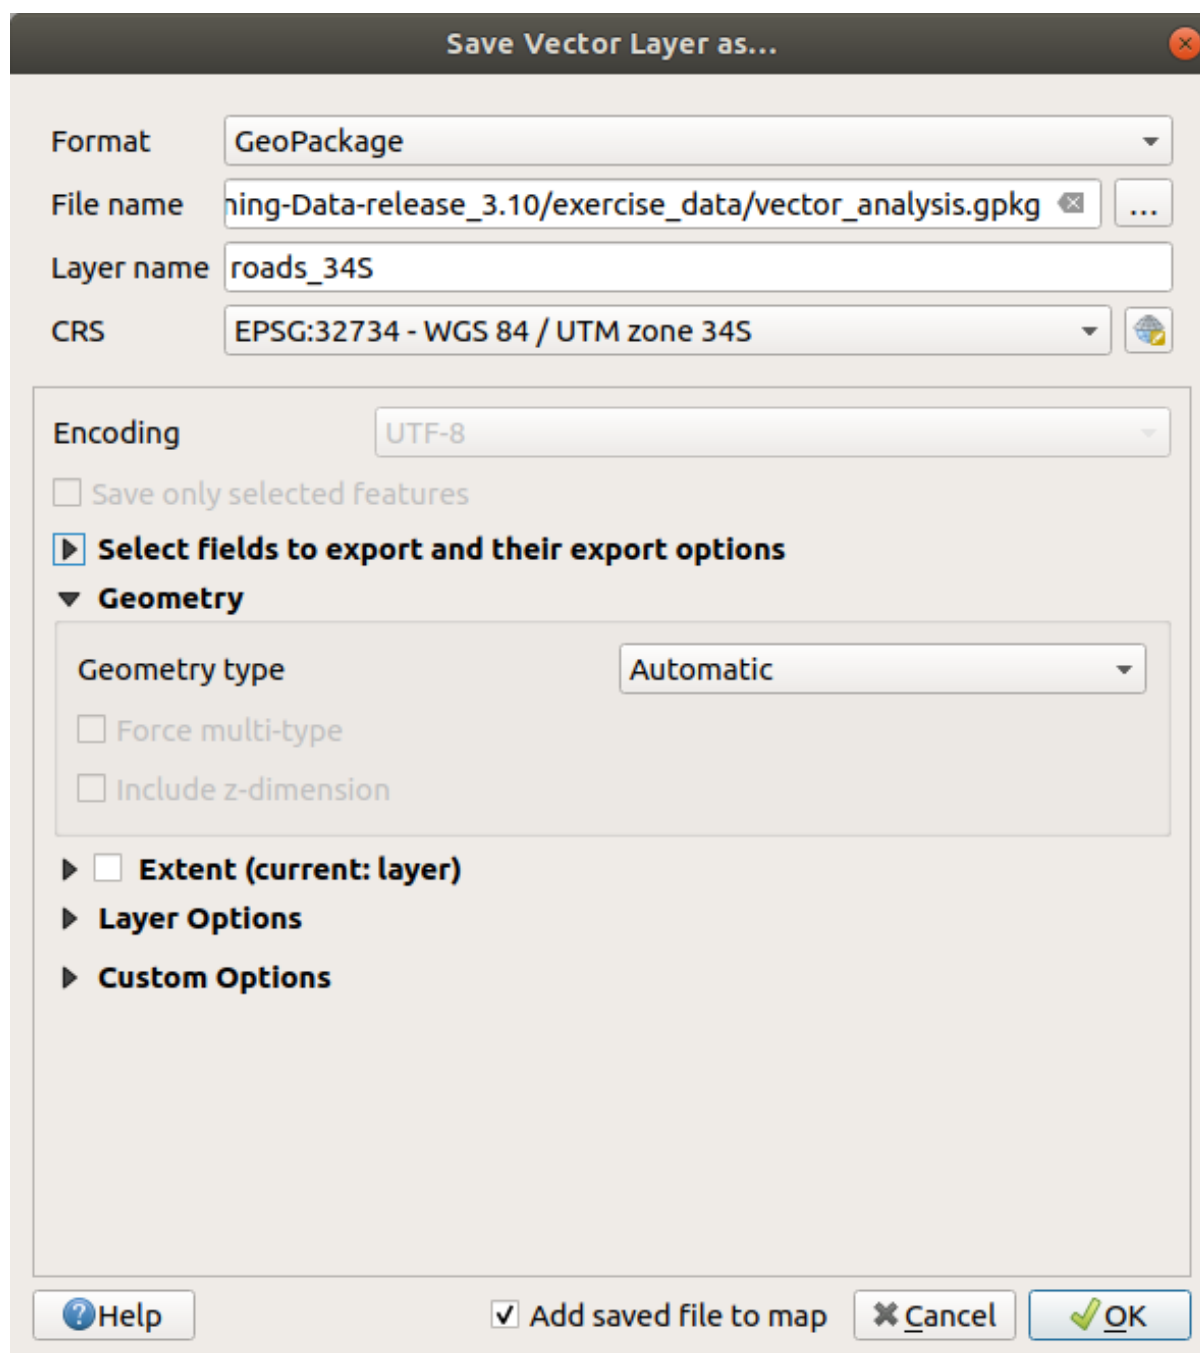 Save Vector Layer as...
Format GeoPackage
File name ning-Data-release_3.10/exercise_data/vector_analysis.gpkg ...
Layer name roads_34S
CRS EPSG:32734 - WGS 84 / UTM zone 34S
Encoding UTF-8
Save only selected features
Select fields to export and their export options
Geometry
Geometry type Automatic
Force multi-type
Include z-dimension
Extent (current: layer)
Layer Options
Custom Options
Help Add saved file to map Cancel OK